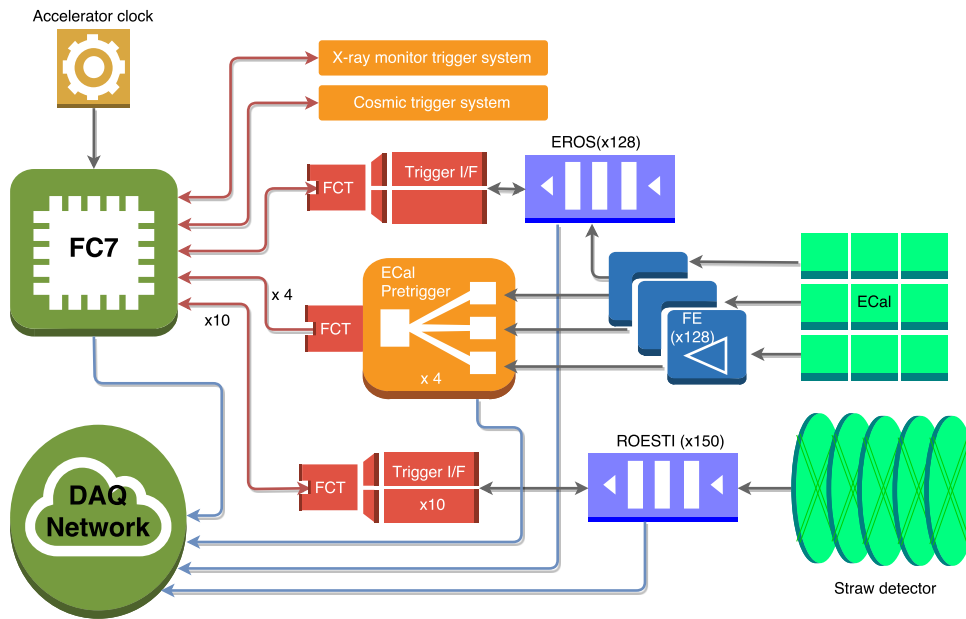 Accelerator clock
X-ray monitor trigger system
Cosmic trigger system
EROS(x128)
FCT
Trigger I/F
FC7
ECal
Pretrigger
x 4
FCT
x10
x 4
FE
(x128)
ECal
ROESTI (x150)
FCT
Trigger I/F
x10
DAQ
Network
Straw detector